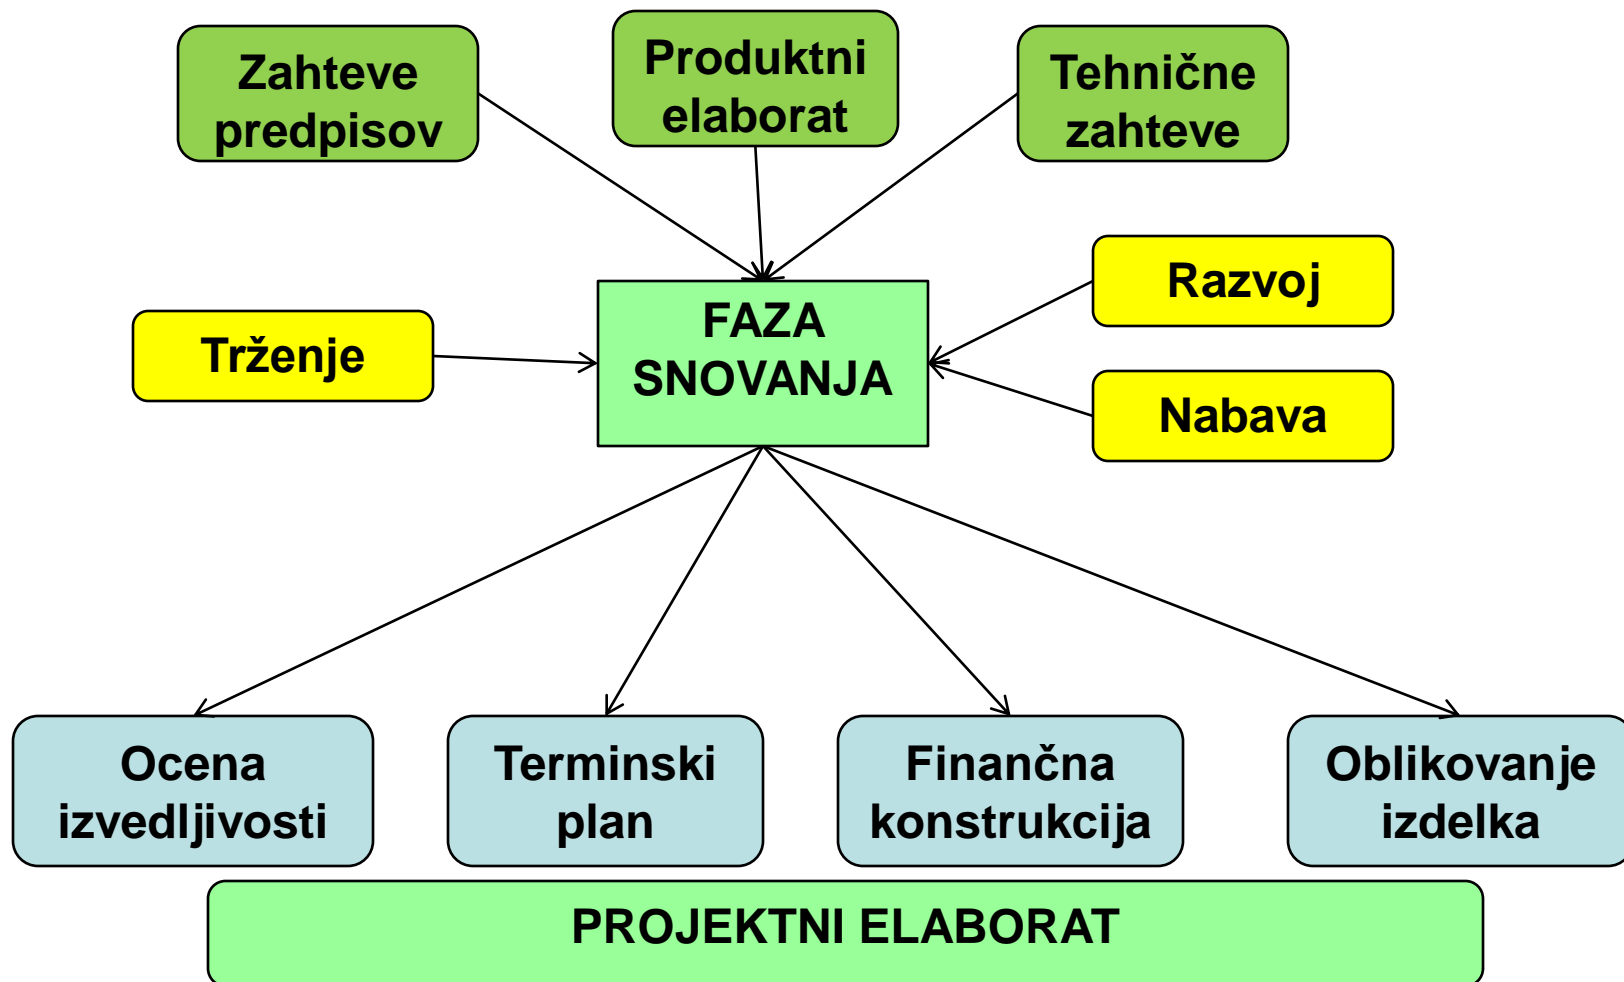 Zahteve
predpisov
Produktni
elaborat
Tehnične
zahteve
Trženje
FAZA
SNOVANJA
Razvoj
Nabava
Ocena
izvedljivosti
Terminski
plan
Finančna
konstrukcija
Oblikovanje
izdelka
PROJEKTNI ELABORAT